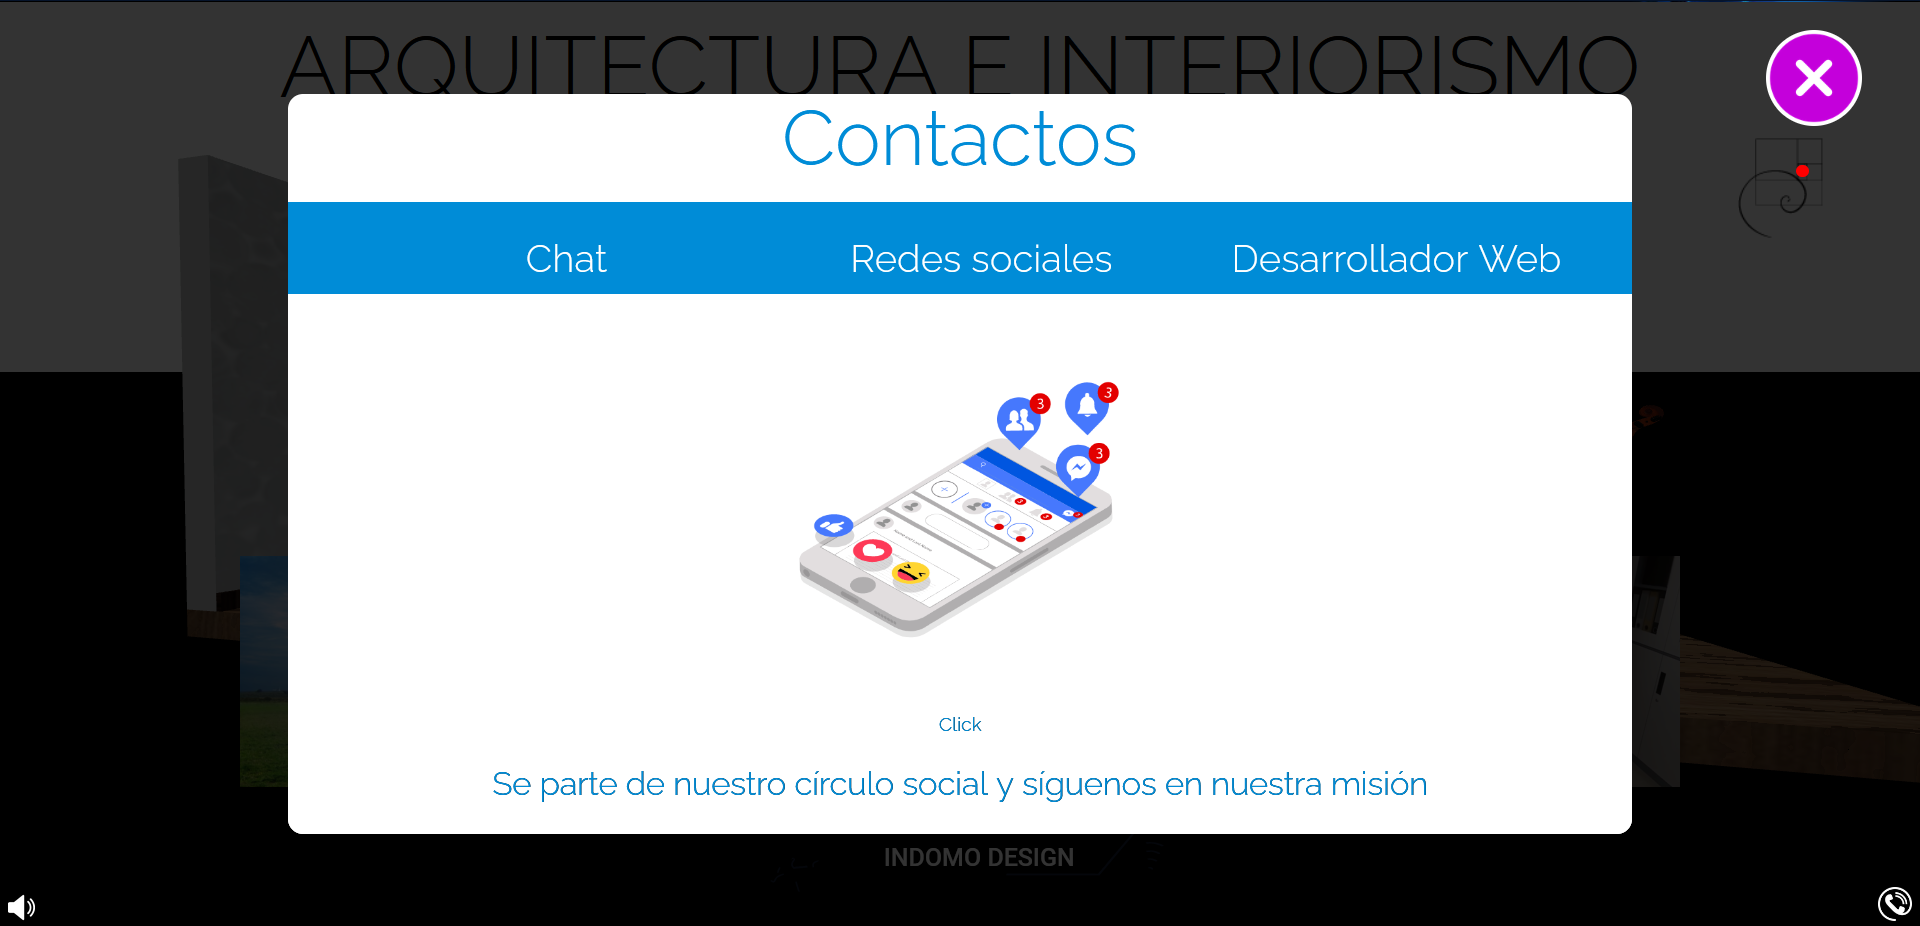 ARQUITECTURA E INTERIORISMO
Contactos
Chat
Redes sociales
Desarrollador Web
3
3
3
Click
Se parte de nuestro círculo social y síguenos en nuestra misión
INDOMO DESIGN